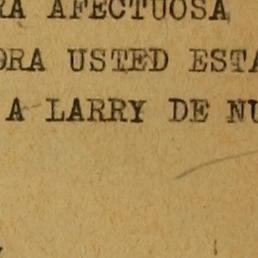 RA AFECTUOSA
ORA USTED ESTA
A LARRY DE NU